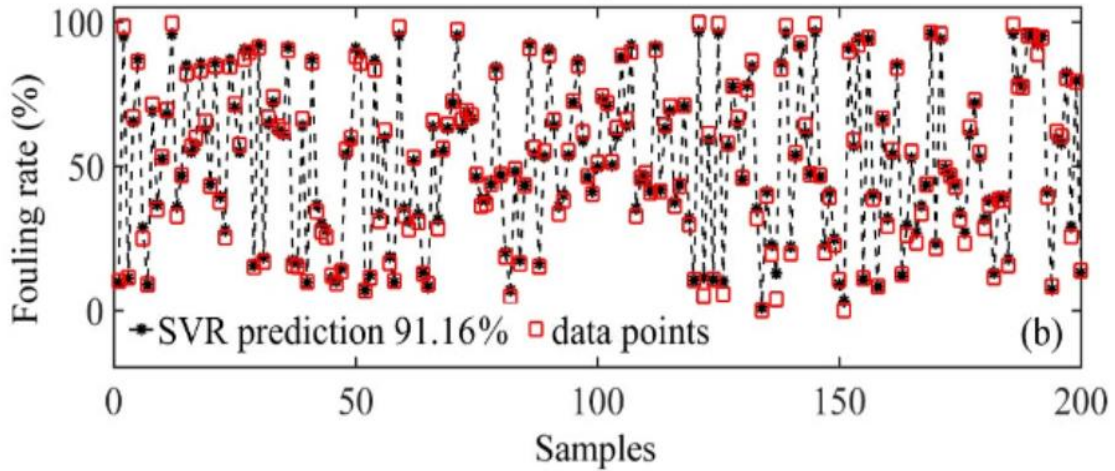 100
50
0
Fouling rate (%)
SVR prediction 91.16% data points (b)
0 50 100 150 200
Samples